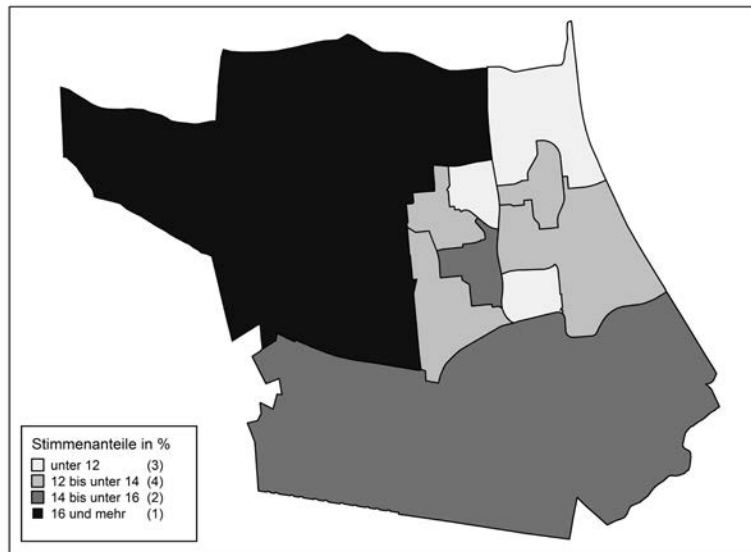 Stimmenanteile in %
unter 12 (3)
12 bis unter 14 (4)
14 bis unter 16 (2)
16 und mehr (1)